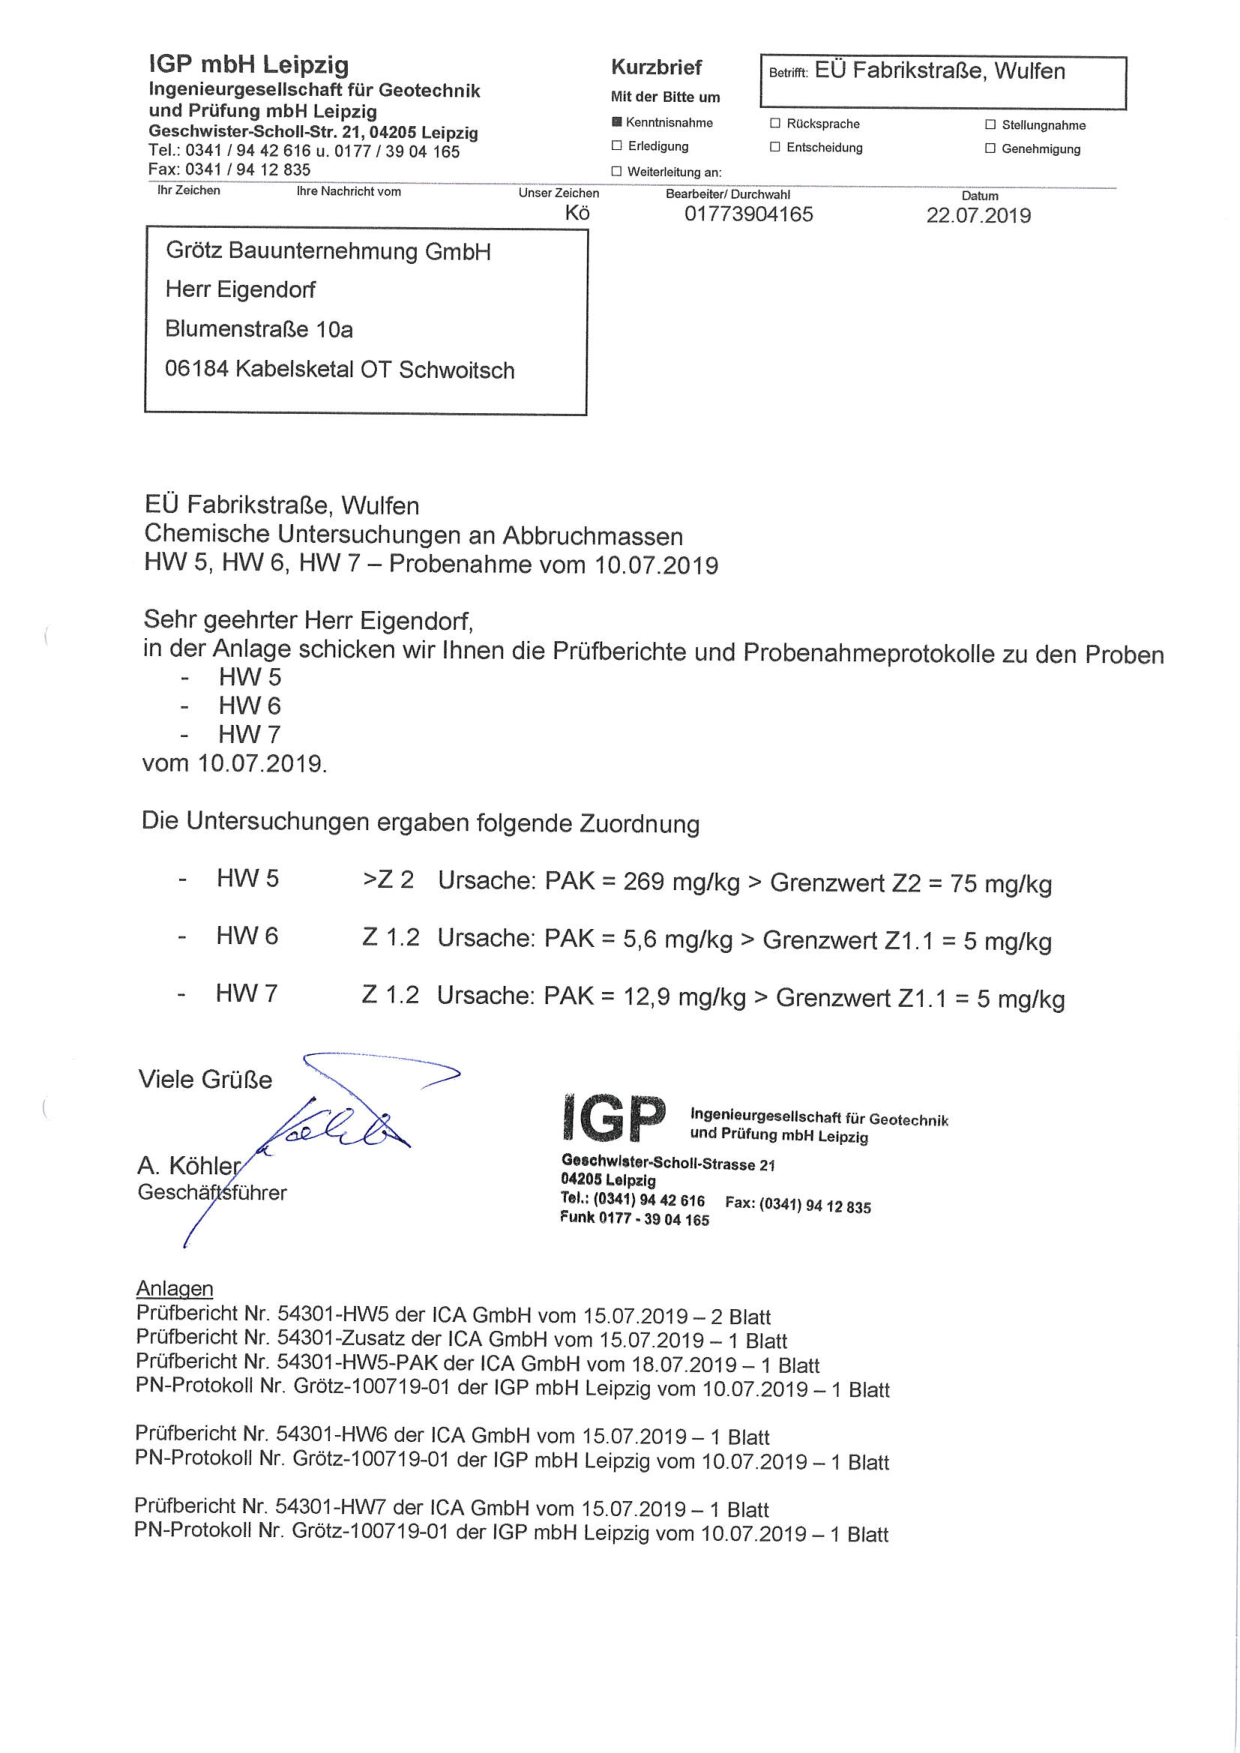 IGP mbH Leipzig
Ingenieurgesellschaft für Geotechnik
und Prüfung mbH Leipzig
Geschwister-Scholl-Str. 21, 04205 Leipzig
Tel.: 0341 / 94 42 616 u. 0177 / 39 04 165
Fax: 0341 / 94 12 835
Kurzbrief
Mit der Bitte um
Betrifft: EÜ Fabrikstraße, Wulfen
■ Kenntnisnahme ☐ Rücksprache ☐ Stellungnahme
☐ Erledigung ☐ Entscheidung ☐ Genehmigung
☐ Weiterleitung an:
Ihr Zeichen Ihre Nachricht vom Unser Zeichen Bearbeiter/ Durchwahl Datum
Kö 01773904165 22.07.2019
Grötz Bauunternehmung GmbH
Herr Eigendorf
Blumenstraße 10a
06184 Kabelsketal OT Schwoitsch
EÜ Fabrikstraße, Wulfen
Chemische Untersuchungen an Abbruchmassen
HW 5, HW 6, HW 7 – Probenahme vom 10.07.2019
Sehr geehrter Herr Eigendorf,
in der Anlage schicken wir Ihnen die Prüfberichte und Probenahmeprotokolle zu den Proben
- HW 5
- HW 6
- HW 7
vom 10.07.2019.
Die Untersuchungen ergaben folgende Zuordnung
- HW 5 >Z 2 Ursache: PAK = 269 mg/kg > Grenzwert Z2 = 75 mg/kg
- HW 6 Z 1.2 Ursache: PAK = 5,6 mg/kg > Grenzwert Z1.1 = 5 mg/kg
- HW 7 Z 1.2 Ursache: PAK = 12,9 mg/kg > Grenzwert Z1.1 = 5 mg/kg
Viele Grüße
A. Köhler
Geschäftsführer
IGP Ingenieurgesellschaft für Geotechnik
und Prüfung mbH Leipzig
Geschwister-Scholl-Strasse 21
04205 Leipzig
Tel.: (0341) 94 42 616 Fax: (0341) 94 12 835
Funk 0177 - 39 04 165
Anlagen
Prüfbericht Nr. 54301-HW5 der ICA GmbH vom 15.07.2019 – 2 Blatt
Prüfbericht Nr. 54301-Zusatz der ICA GmbH vom 15.07.2019 – 1 Blatt
Prüfbericht Nr. 54301-HW5-PAK der ICA GmbH vom 18.07.2019 – 1 Blatt
PN-Protokoll Nr. Grötz-100719-01 der IGP mbH Leipzig vom 10.07.2019 – 1 Blatt
Prüfbericht Nr. 54301-HW6 der ICA GmbH vom 15.07.2019 – 1 Blatt
PN-Protokoll Nr. Grötz-100719-01 der IGP mbH Leipzig vom 10.07.2019 – 1 Blatt
Prüfbericht Nr. 54301-HW7 der ICA GmbH vom 15.07.2019 – 1 Blatt
PN-Protokoll Nr. Grötz-100719-01 der IGP mbH Leipzig vom 10.07.2019 – 1 Blatt